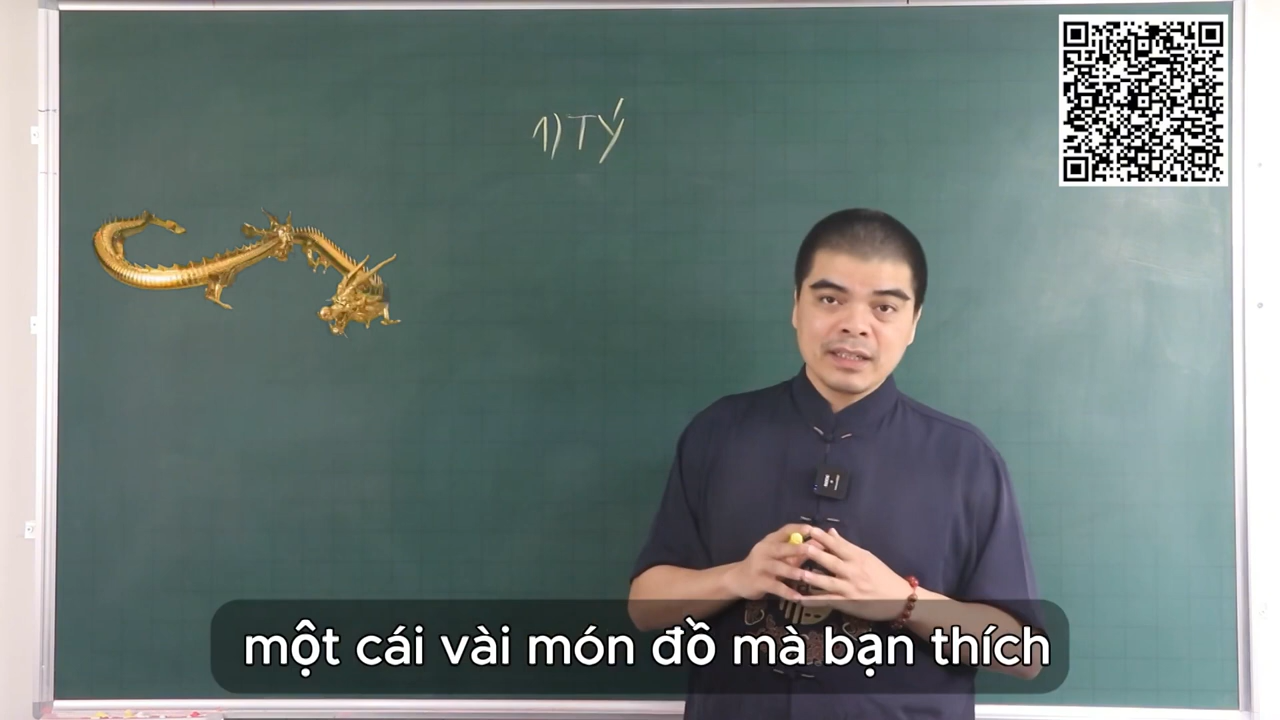 1) TÝ
một cái vài món đồ mà bạn thích